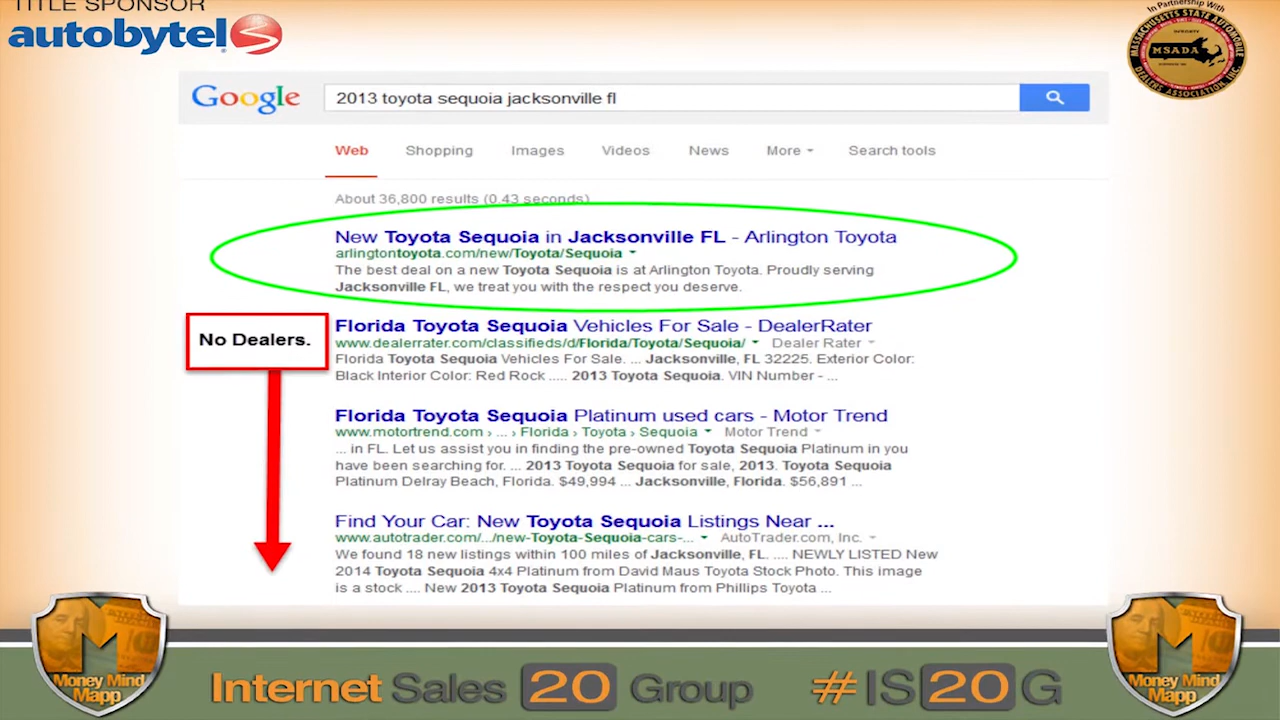 TITLE SPONSOR
autobytel
In Partnership With
MASSACHUSETTS STATE AUTOMOBILE
MSADA
DEALERS ASSOCIATION, INC.
Google
2013 toyota sequoia jacksonville fl
Web Shopping Images Videos News More Search tools
About 36,800 results (0.43 seconds)
New Toyota Sequoia in Jacksonville FL - Arlington Toyota
arlingtontoyota.com/new/Toyota/Sequoia
The best deal on a new Toyota Sequoia is at Arlington Toyota. Proudly serving
Jacksonville FL, we treat you with the respect you deserve.
No Dealers.
Florida Toyota Sequoia Vehicles For Sale - DealerRater
www.dealerrater.com/classifieds/d/Florida/Toyota/Sequoia/ Dealer Rater
Florida Toyota Sequoia Vehicles For Sale. ... Jacksonville, FL 32225. Exterior Color:
Black Interior Color: Red Rock ..... 2013 Toyota Sequoia. VIN Number - ...
Florida Toyota Sequoia Platinum used cars - Motor Trend
www.motortrend.com › ... › Florida › Toyota › Sequoia Motor Trend
... in FL. Let us assist you in finding the pre-owned Toyota Sequoia Platinum in you
have been searching for. ... 2013 Toyota Sequoia for sale, 2013. Toyota Sequoia
Platinum Delray Beach, Florida. $49,994 ... Jacksonville, Florida. $56,891 ...
Find Your Car: New Toyota Sequoia Listings Near ...
www.autotrader.com/.../new-Toyota-Sequoia-cars-... AutoTrader.com, Inc.
We found 18 new listings within 100 miles of Jacksonville, FL. .... NEWLY LISTED New
2014 Toyota Sequoia 4x4 Platinum from David Maus Toyota Stock Photo. This image
is a stock .... New 2013 Toyota Sequoia Platinum from Phillips Toyota ...
M
Money Mind
Mapp
Internet Sales 20 Group #IS20G
M
Money Mind
Mapp